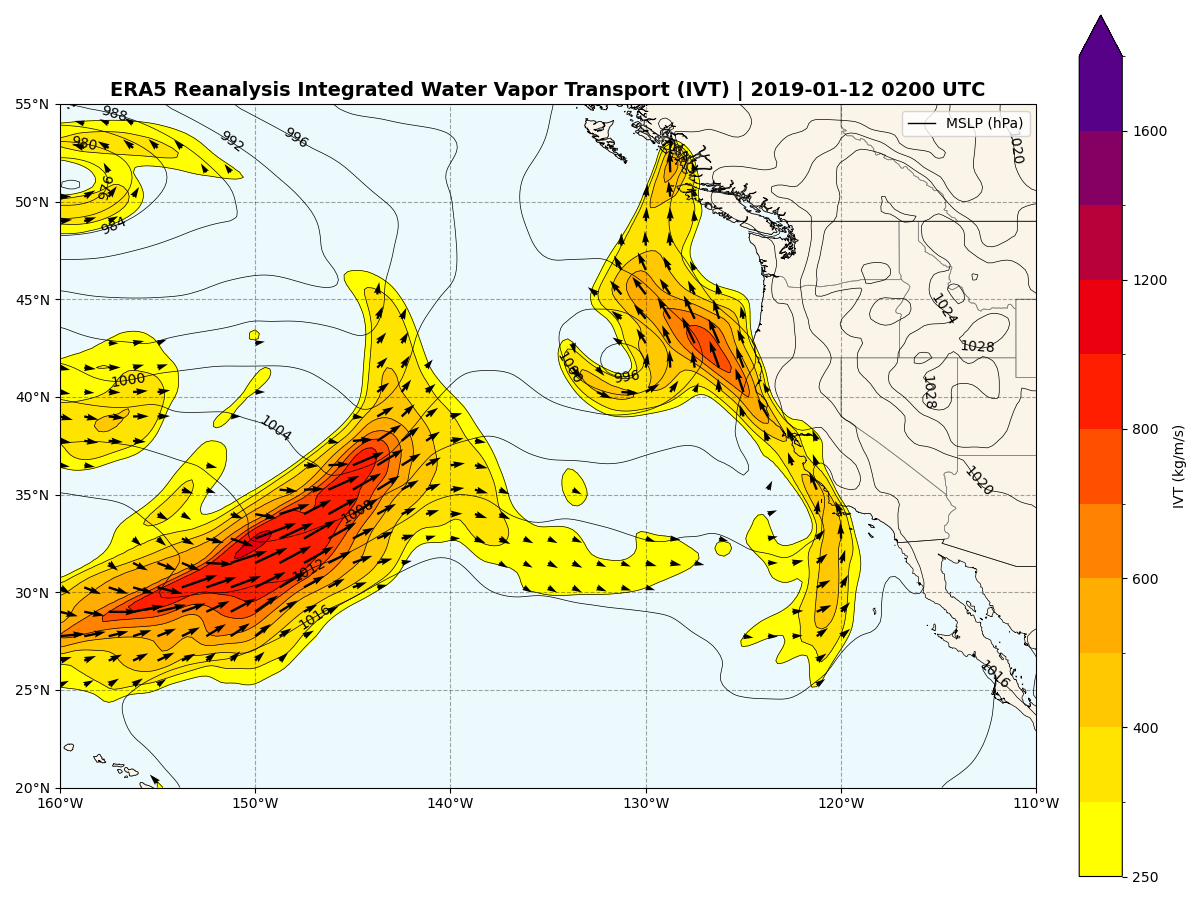 ERA5 Reanalysis Integrated Water Vapor Transport (IVT) | 2019-01-12 0200 UTC
MSLP (hPa)
55°N
50°N
45°N
40°N
35°N
30°N
25°N
20°N
160°W
150°W
140°W
130°W
120°W
110°W
988
980
992
996
976
984
1000
1004
1008
1012
1016
1000
996
1020
1024
1028
1028
1020
1016
1600
1200
800
600
400
250
IVT (kg/m/s)